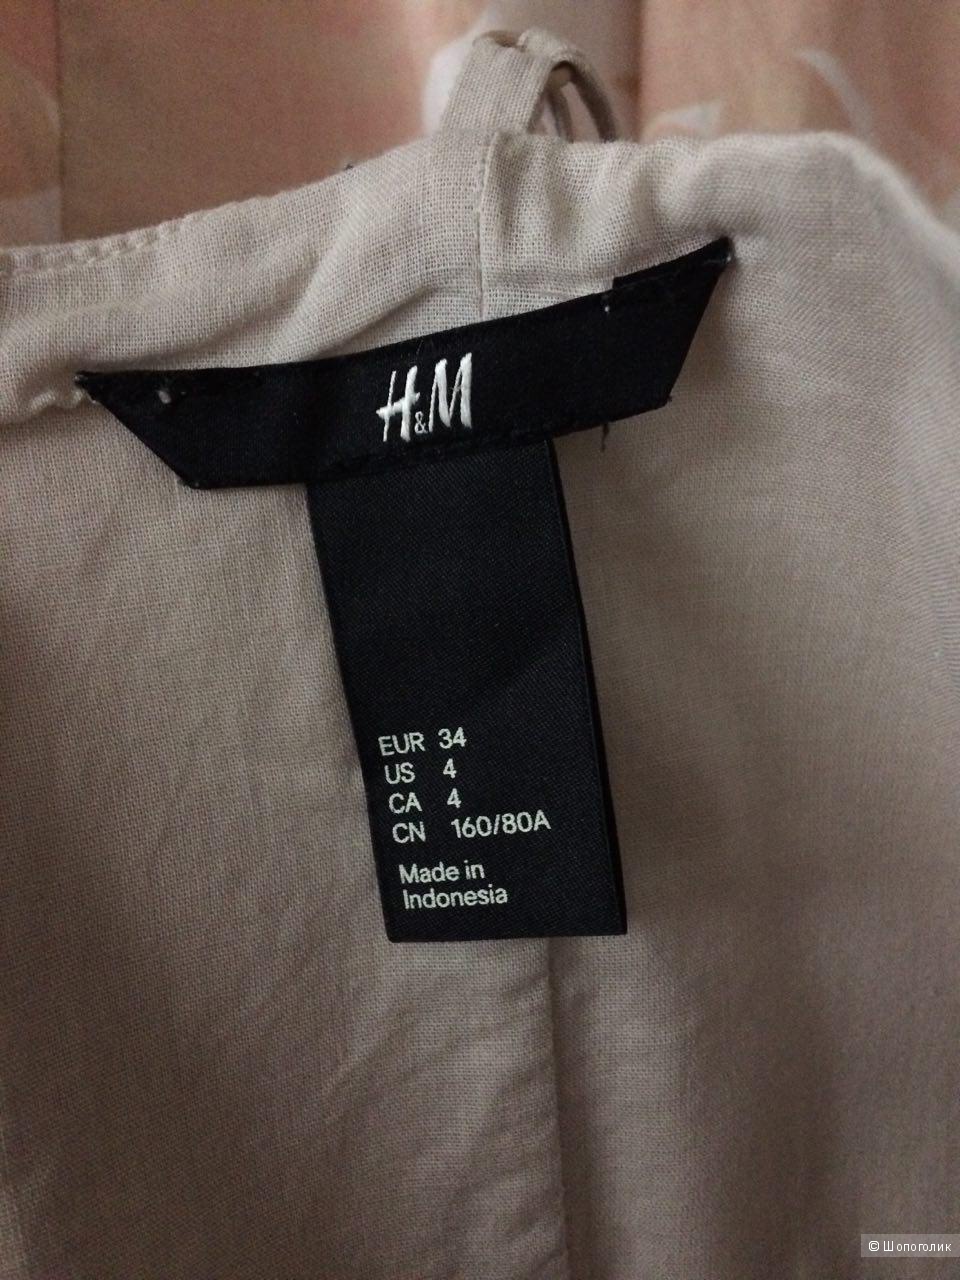 H&M
EUR 34
US 4
CA 4
CN 160/80A
Made in
Indonesia
© Шопоголик